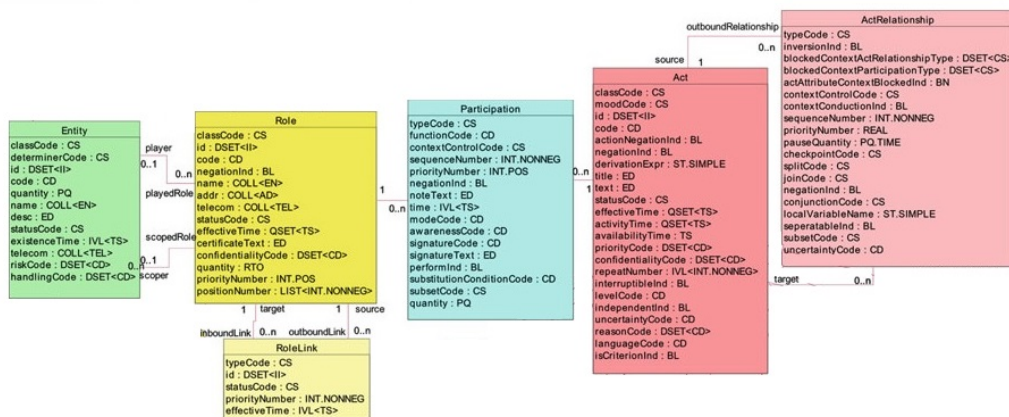 Entity
classCode : CS
determinerCode : CS
id : DSET<II>
code : CD
quantity : PQ
name : COLL<EN>
desc : ED
statusCode : CS
existenceTime : IVL<TS>
telecom : COLL<TEL>
riskCode : DSET<CD>
handlingCode : DSET<CD>
player
0..1
0..n
playedRole
scopedRole
0..1
0..n
scoper
Role
classCode : CS
id : DSET<II>
code : CD
negationInd : BL
name : COLL<EN>
addr : COLL<AD>
telecom : COLL<TEL>
statusCode : CS
effectiveTime : QSET<TS>
certificateText : ED
confidentialityCode : DSET<CD>
quantity : RTO
priorityNumber : INT.POS
positionNumber : LIST<INT.NONNEG>
1
target
1
source
inboundLink
0..n
outboundLink
0..n
RoleLink
typeCode : CS
id : DSET<II>
statusCode : CS
priorityNumber : INT.NONNEG
effectiveTime : IVL<TS>
1
0..n
Participation
typeCode : CS
functionCode : CD
contextControlCode : CS
sequenceNumber : INT.NONNEG
priorityNumber : INT.POS
negationInd : BL
noteText : ED
time : IVL<TS>
modeCode : CD
awarenessCode : CD
signatureCode : CD
signatureText : ED
performInd : BL
substitutionConditionCode : CD
subsetCode : CS
quantity : PQ
0..n
1
Act
classCode : CS
moodCode : CS
id : DSET<II>
code : CD
actionNegationInd : BL
negationInd : BL
derivationExpr : ST.SIMPLE
title : ED
text : ED
statusCode : CS
effectiveTime : QSET<TS>
activityTime : QSET<TS>
availabilityTime : TS
priorityCode : DSET<CD>
confidentialityCode : DSET<CD>
repeatNumber : IVL<INT.NONNEG>
interruptibleInd : BL
levelCode : CD
independentInd : BL
uncertaintyCode : CD
reasonCode : DSET<CD>
languageCode : CD
isCriterionInd : BL
outboundRelationship
0..n
source
1
1
target
0..n
ActRelationship
typeCode : CS
inversionInd : BL
blockedContextActRelationshipType : DSET<CS>
blockedContextParticipationType : DSET<CS>
actAttributeContextBlockedInd : BN
contextControlCode : CS
contextConductionInd : BL
sequenceNumber : INT.NONNEG
priorityNumber : REAL
pauseQuantity : PQ.TIME
checkpointCode : CS
splitCode : CS
joinCode : CS
negationInd : BL
conjunctionCode : CS
localVariableName : ST.SIMPLE
seperatableInd : BL
subsetCode : CS
uncertaintyCode : CD